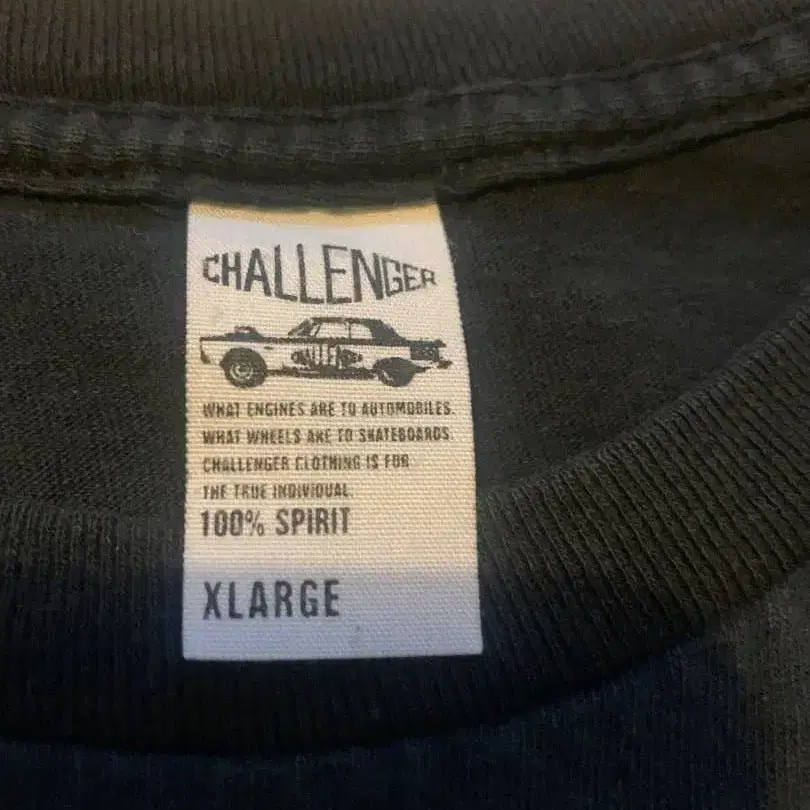 CHALLENGER
CHALLENGER
WHAT ENGINES ARE TO AUTOMOBILES.
WHAT WHEELS ARE TO SKATEBOARDS.
CHALLENGER CLOTHING IS FOR
THE TRUE INDIVIDUAL.
100% SPIRIT
XLARGE